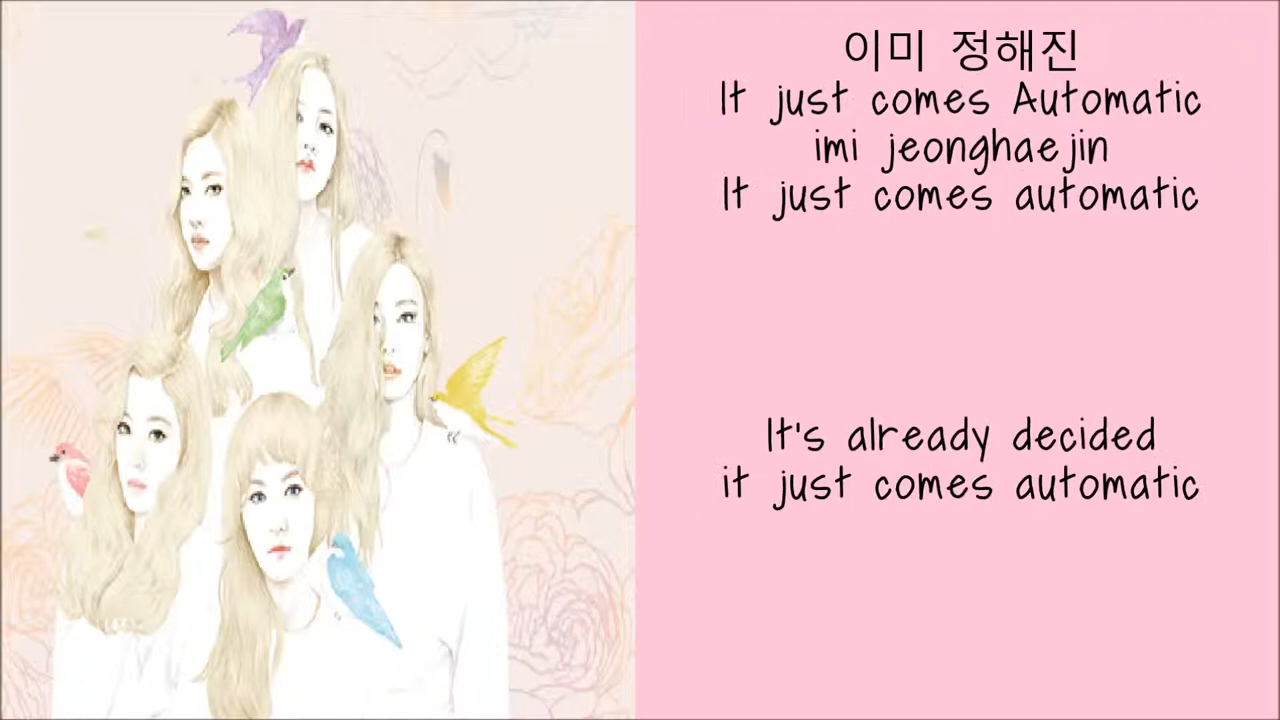 이미 정해진
It just comes Automatic
imi jeonghaejin
It just comes automatic
It's already decided
it just comes automatic